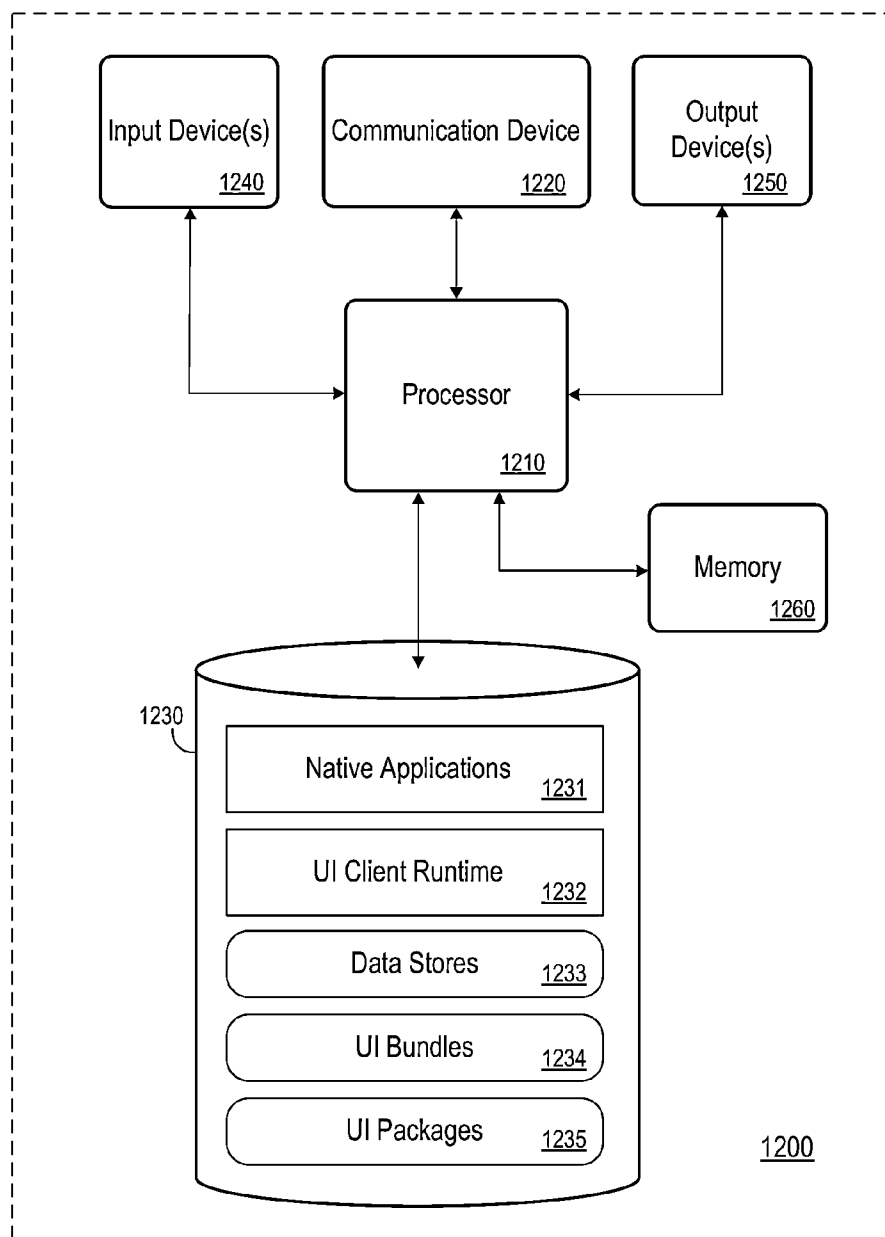 Input Device(s)
1240
Communication Device
1220
Output
Device(s)
1250
Processor
1210
Memory
1260
1230
Native Applications
1231
UI Client Runtime
1232
Data Stores
1233
UI Bundles
1234
UI Packages
1235
1200